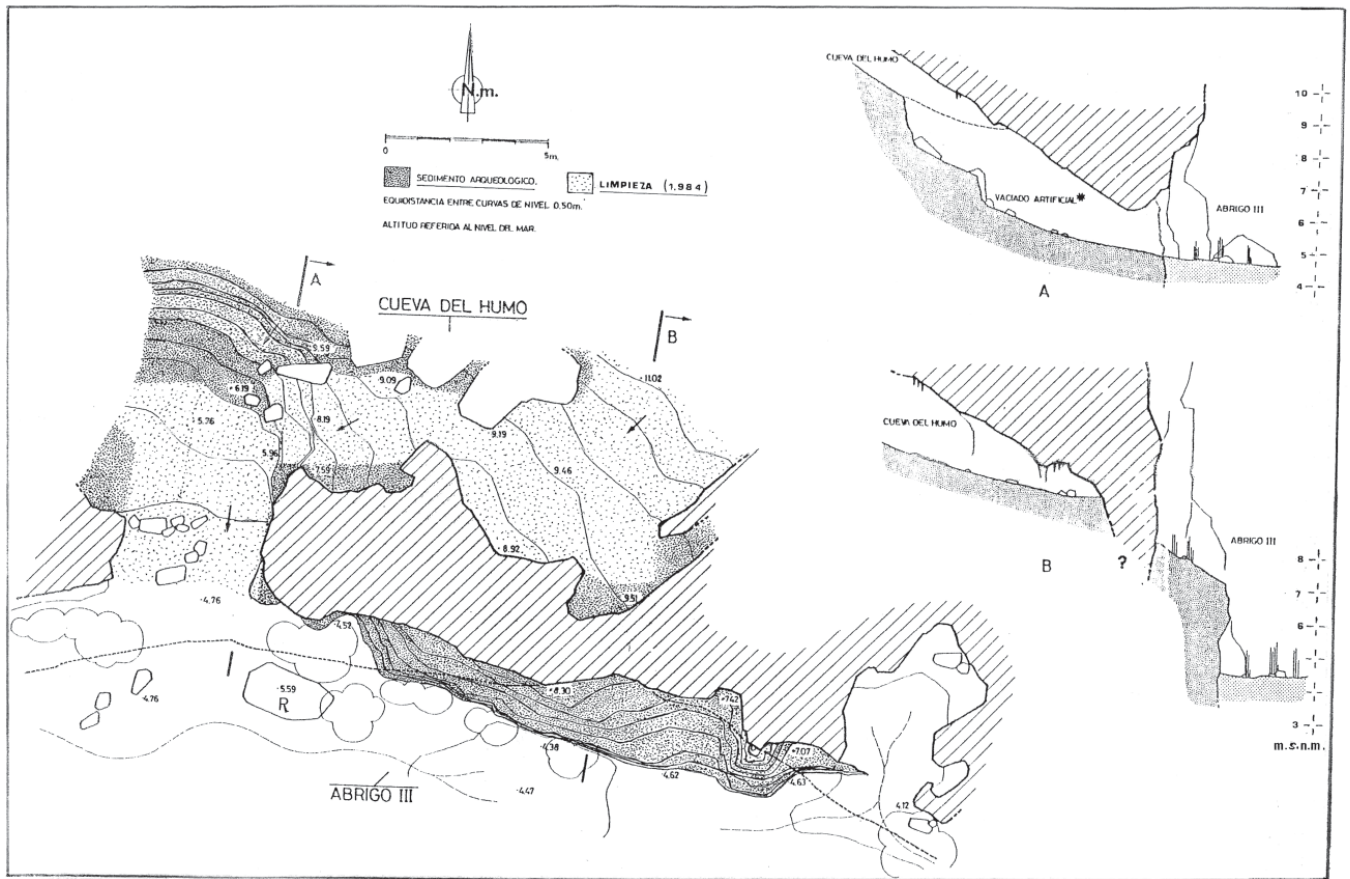 N.m.
0 5m.
SEDIMENTO ARQUEOLOGICO. LIMPIEZA (1.984)
EQUIDISTANCIA ENTRE CURVAS DE NIVEL 0,50m.
ALTITUD REFERIDA AL NIVEL DEL MAR.
A
CUEVA DEL HUMO
B
9.59
9.09
11.02
6.19
8.19
5.76
5.96
9.19
9.46
7.59
8.92
9.51
4.76
4.52
4.76
5.59
R
8.30
7.42
7.07
4.38
4.62
4.63
4.47
4.12
ABRIGO III
CUEVA DEL HUMO
10
9
8
7
6
5
4
VACIADO ARTIFICIAL*
ABRIGO III
A
CUEVA DEL HUMO
ABRIGO III
B
?
8
7
6
3
m.s.n.m.